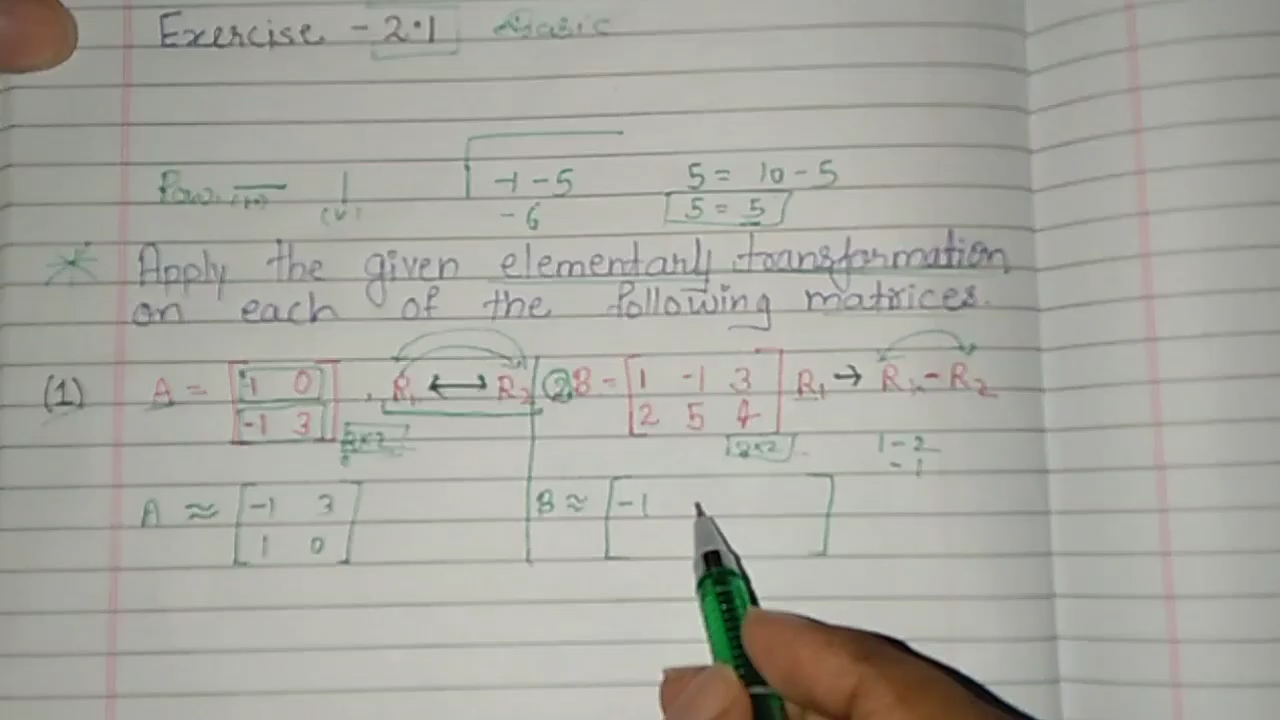 Exercise - 2.1 Basic
-1 - 5 5 = 10 - 5
(H) (V) - 6 5 = 5
Apply the given elementary transformation
on each of the following matrices.
(1) A = [ 1 0 , R1 ↔ R2 (2) B = [ 1 -1 3 ] R1 → R1 - R2
-1 3 ] 2 5 4
2×2 1 - 2
- 1
A ≈ [ -1 3 B ≈ [ -1 ]
1 0 ]